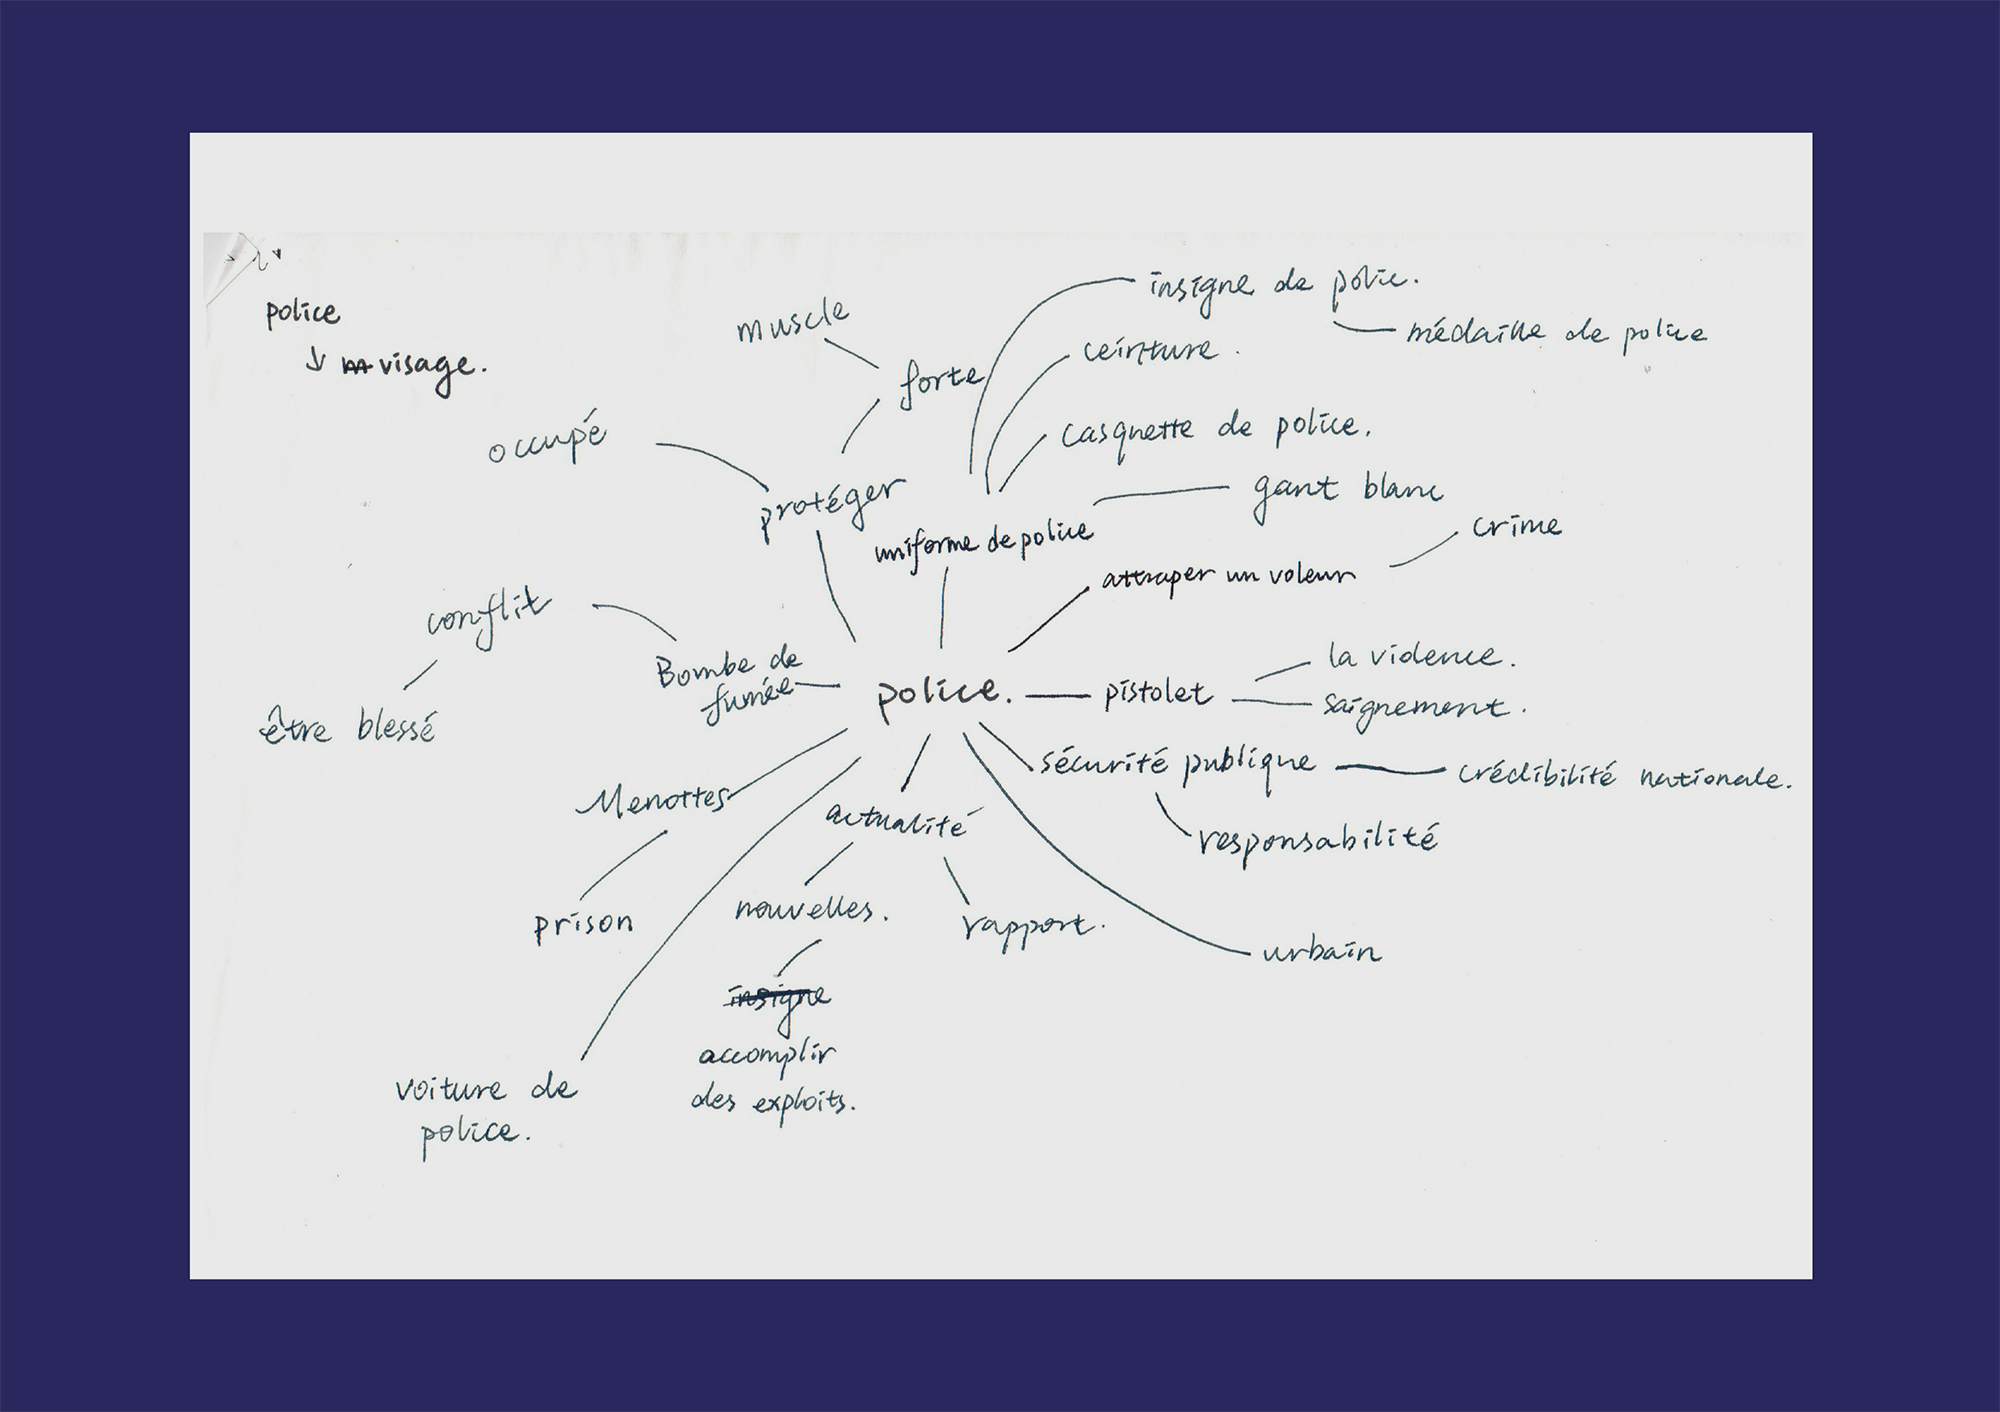 police
↓ visage.
muscle
forte
insigne de police.
médaille de police
ceinture.
casquette de police.
occupé
protéger
gant blanc
uniforme de police
crime
attraper un voleur
conflit
être blessé
Bombe de
fumée
police.
pistolet
la violence.
saignement.
sécurité publique
crédibilité nationale.
responsabilité
Menottes
prison
actualité
nouvelles.
rapport.
urbain
insigne
accomplir
des exploits.
voiture de
police.